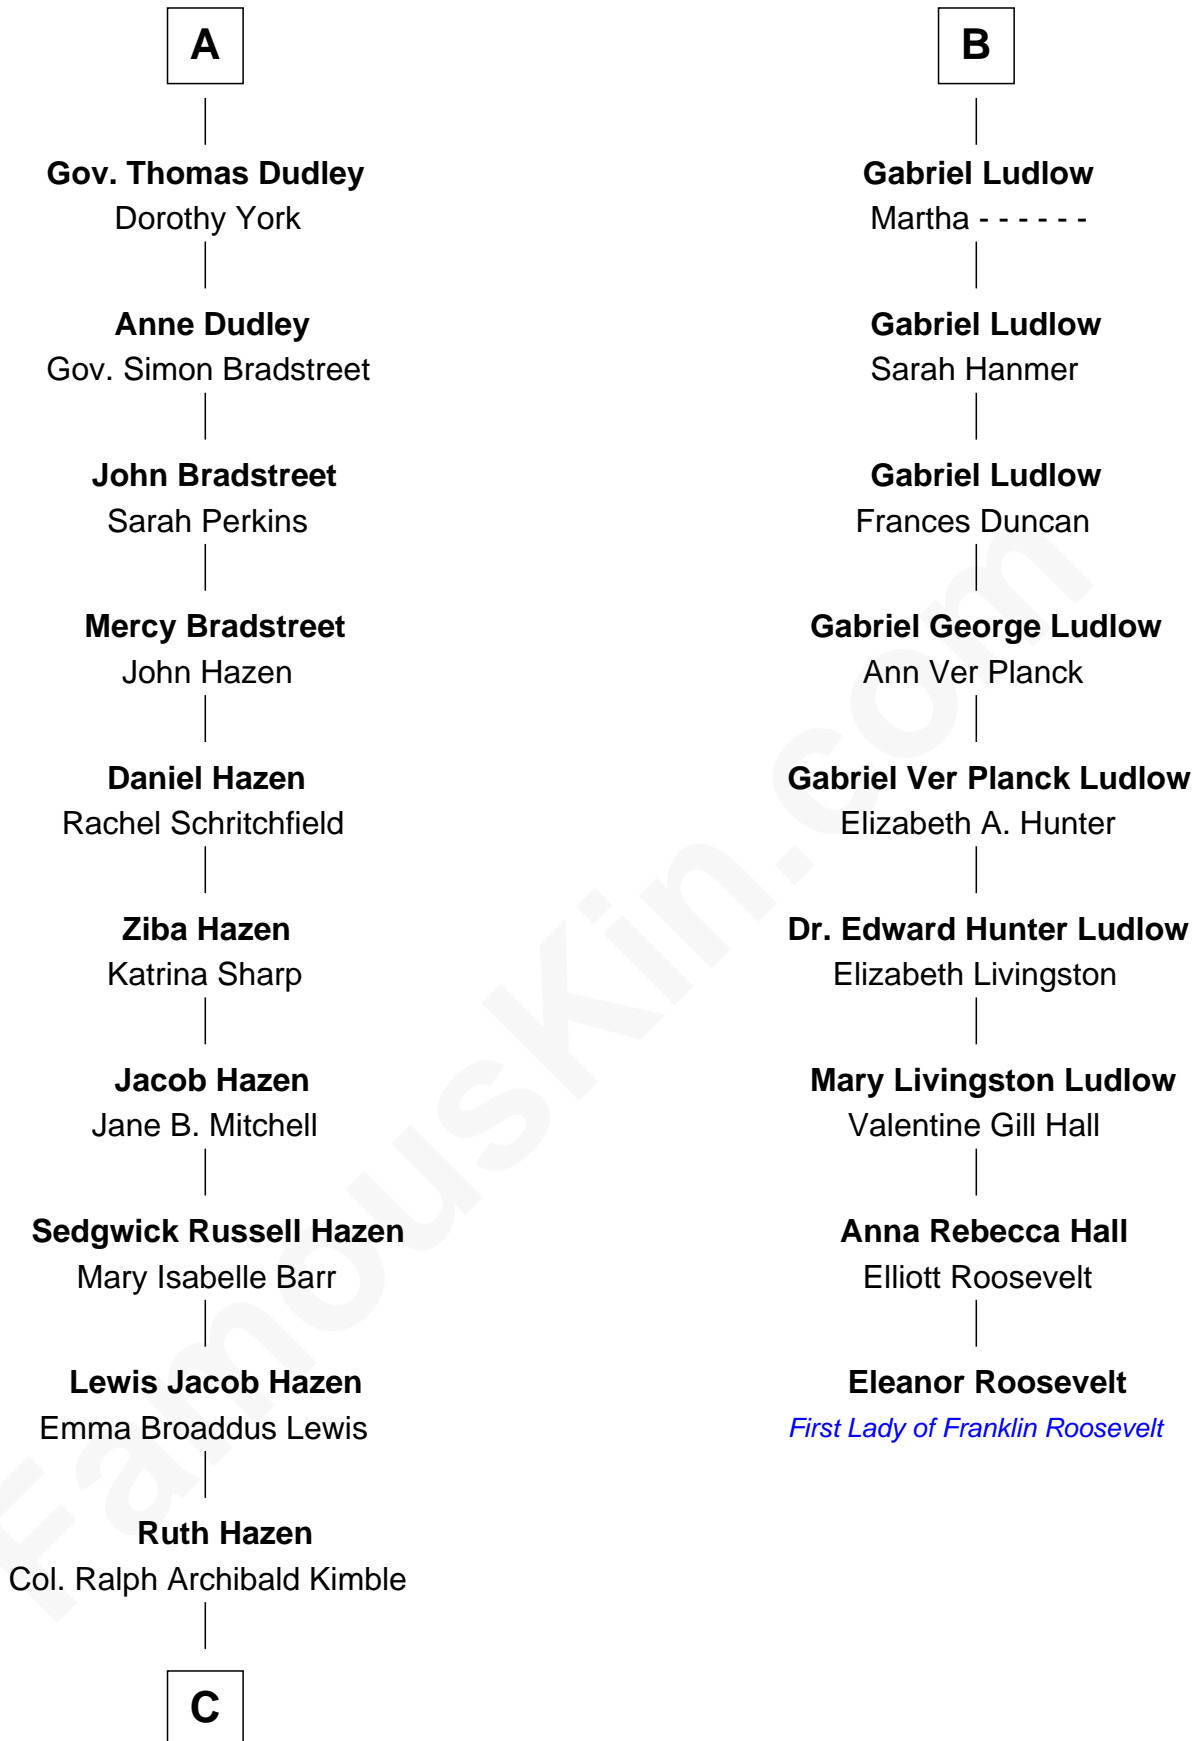 A
Gov. Thomas Dudley
Dorothy York
Anne Dudley
Gov. Simon Bradstreet
John Bradstreet
Sarah Perkins
Mercy Bradstreet
John Hazen
Daniel Hazen
Rachel Schritchfield
Ziba Hazen
Katrina Sharp
Jacob Hazen
Jane B. Mitchell
Sedgwick Russell Hazen
Mary Isabelle Barr
Lewis Jacob Hazen
Emma Broaddus Lewis
Ruth Hazen
Col. Ralph Archibald Kimble
C
B
Gabriel Ludlow
Martha - - - - - -
Gabriel Ludlow
Sarah Hanmer
Gabriel Ludlow
Frances Duncan
Gabriel George Ludlow
Ann Ver Planck
Gabriel Ver Planck Ludlow
Elizabeth A. Hunter
Dr. Edward Hunter Ludlow
Elizabeth Livingston
Mary Livingston Ludlow
Valentine Gill Hall
Anna Rebecca Hall
Elliott Roosevelt
Eleanor Roosevelt
First Lady of Franklin Roosevelt
FamousKin.com